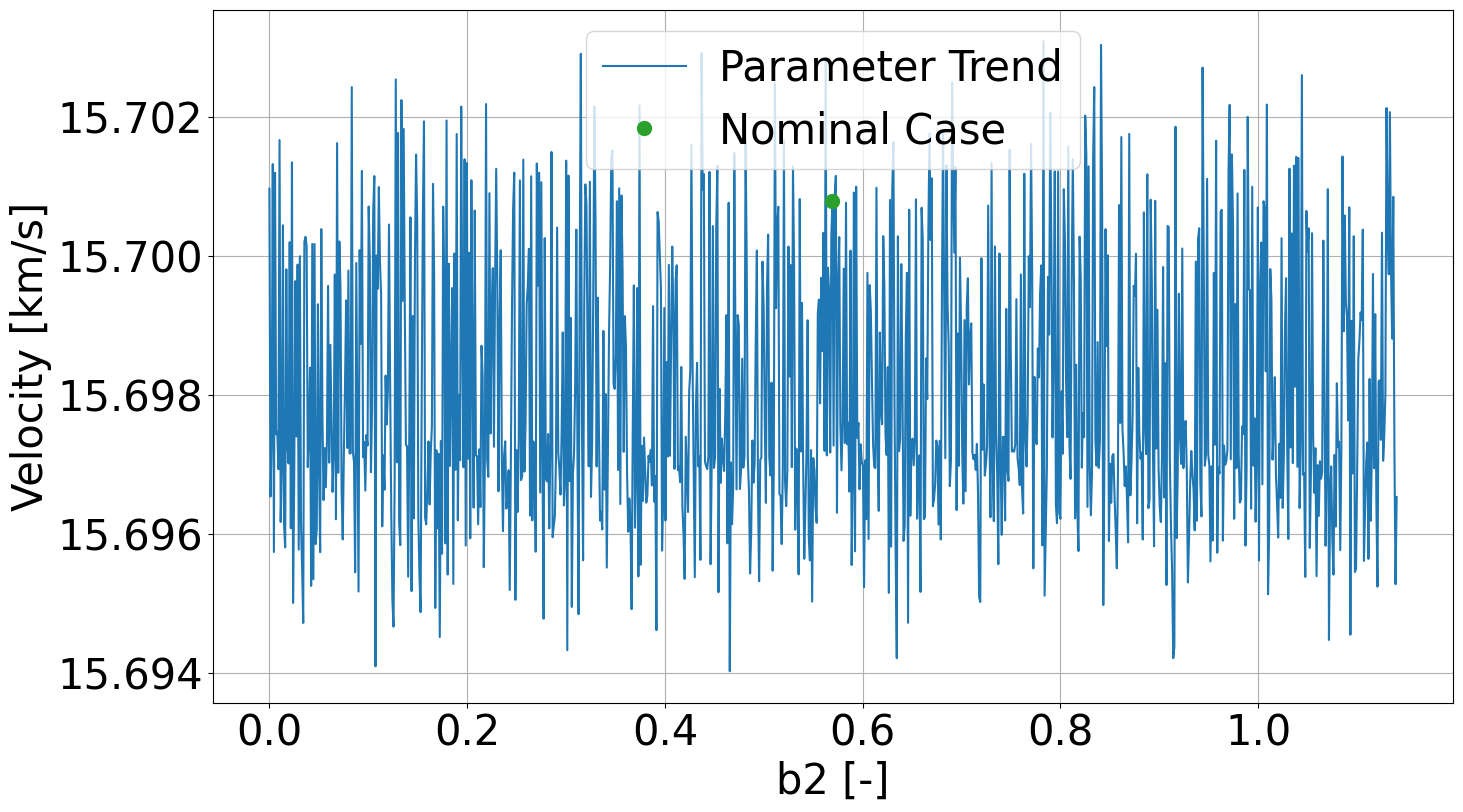 Velocity [km/s]
15.702
15.700
15.698
15.696
15.694
Parameter Trend
Nominal Case
0.0 0.2 0.4 0.6 0.8 1.0
b2 [-]